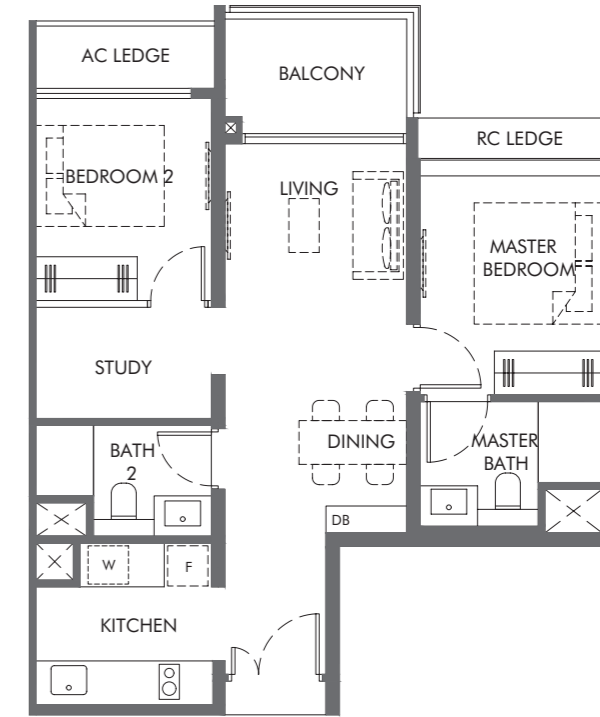 AC LEDGE
BALCONY
RC LEDGE
BEDROOM 2
LIVING
MASTER
BEDROOM
STUDY
DINING
BATH
2
MASTER
BATH
DB
W
F
KITCHEN